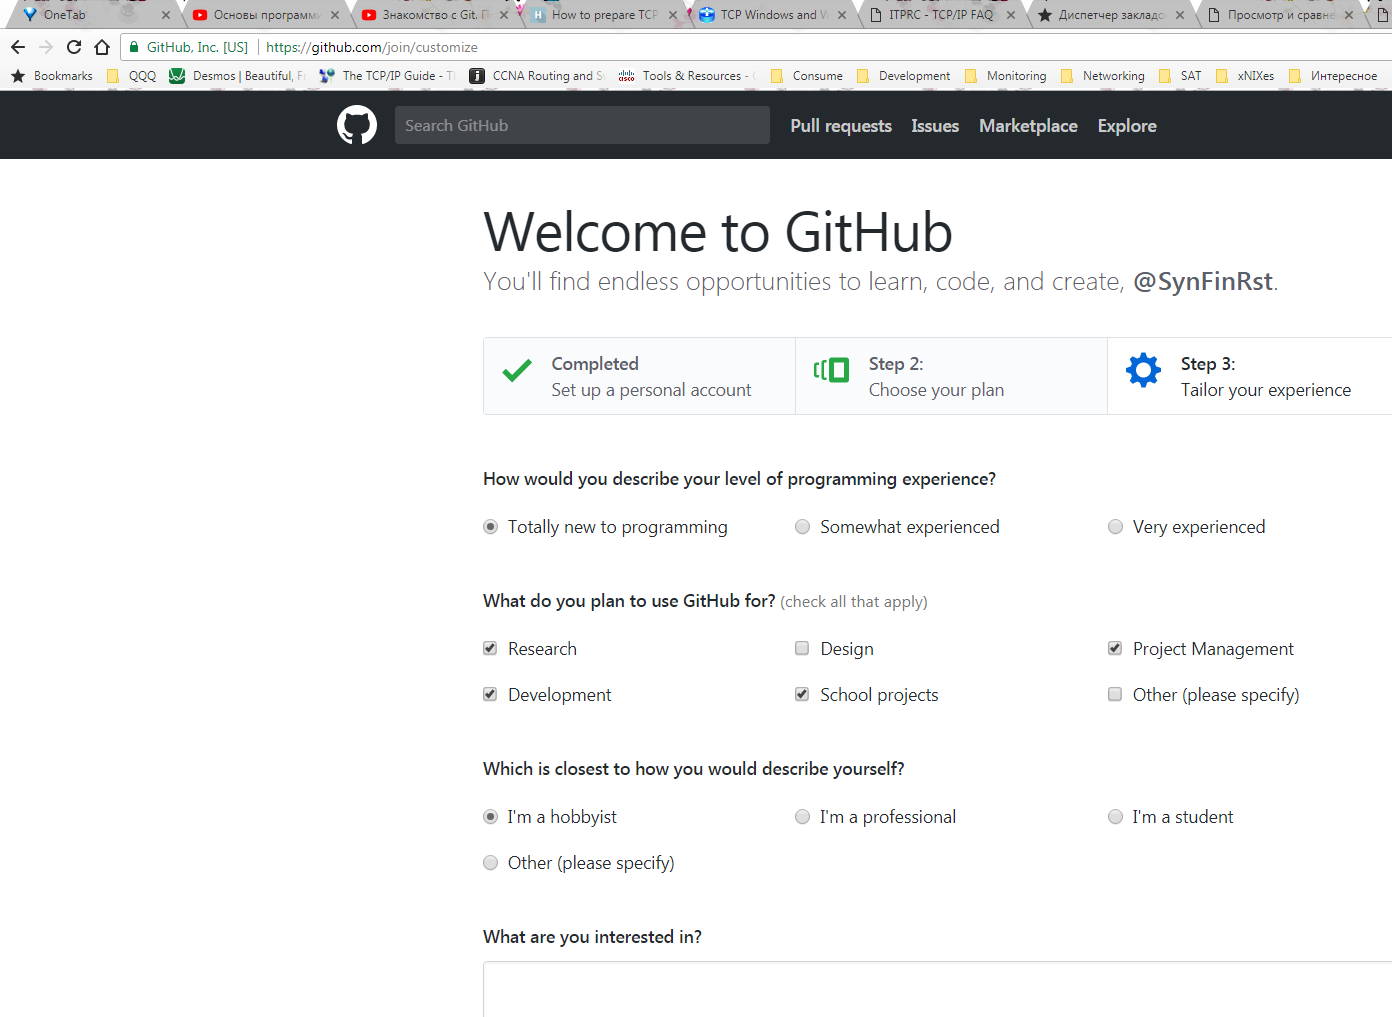 OneTab
Основы программи
Знакомство с Git. П
How to prepare TCP
TCP Windows and W
ITPRC - TCP/IP FAQ
Диспетчер закладо
Просмотр и сравне
GitHub, Inc. [US] https://github.com/join/customize
Bookmarks QQQ Desmos | Beautiful, Fr The TCP/IP Guide - Th CCNA Routing and Sw Tools & Resources - C Consume Development Monitoring Networking SAT xNIXes Интересное
Search GitHub Pull requests Issues Marketplace Explore
Welcome to GitHub
You'll find endless opportunities to learn, code, and create, @SynFinRst.
Completed
Set up a personal account
Step 2:
Choose your plan
Step 3:
Tailor your experience
How would you describe your level of programming experience?
Totally new to programming Somewhat experienced Very experienced
What do you plan to use GitHub for? (check all that apply)
Research Design Project Management
Development School projects Other (please specify)
Which is closest to how you would describe yourself?
I'm a hobbyist I'm a professional I'm a student
Other (please specify)
What are you interested in?